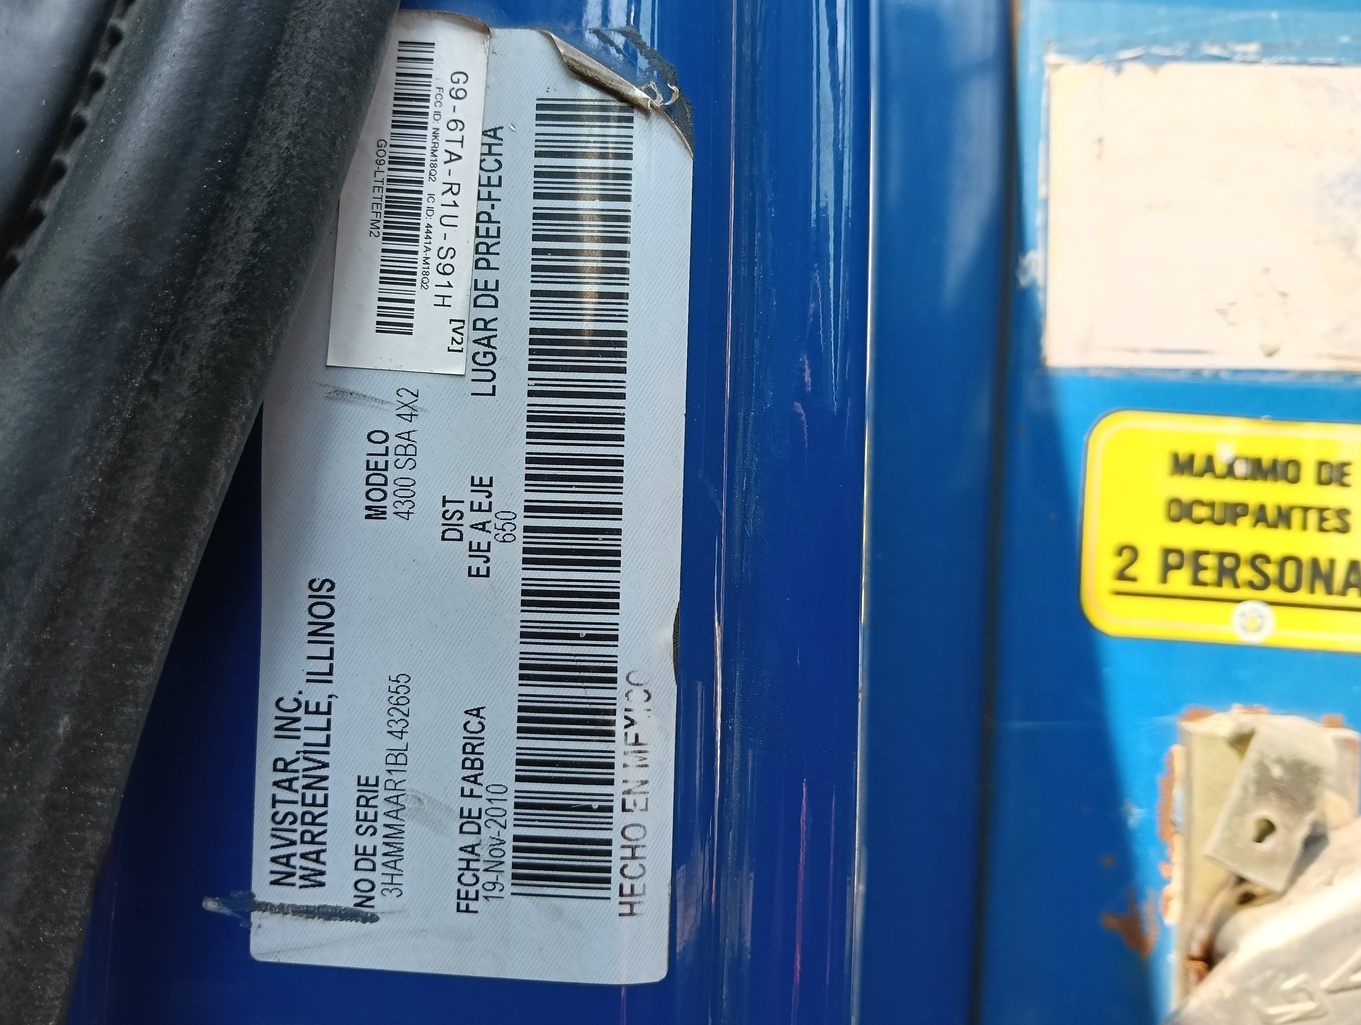 NAVISTAR, INC.
WARRENVILLE, ILLINOIS
NO DE SERIE
3HAMMAAR1BL432655
MODELO
4300 SBA 4X2
FECHA DE FABRICA
19-Nov-2010
DIST
EJE A EJE
650
LUGAR DE PREP-FECHA
HECHO EN MEXICO
G9-6TA-R1U-S91H [V2]
FCC ID: NKRM18Q2 IC ID: 4441A-M18Q2
G09-LTETEFM2
MAXIMO DE
OCUPANTES
2 PERSONA